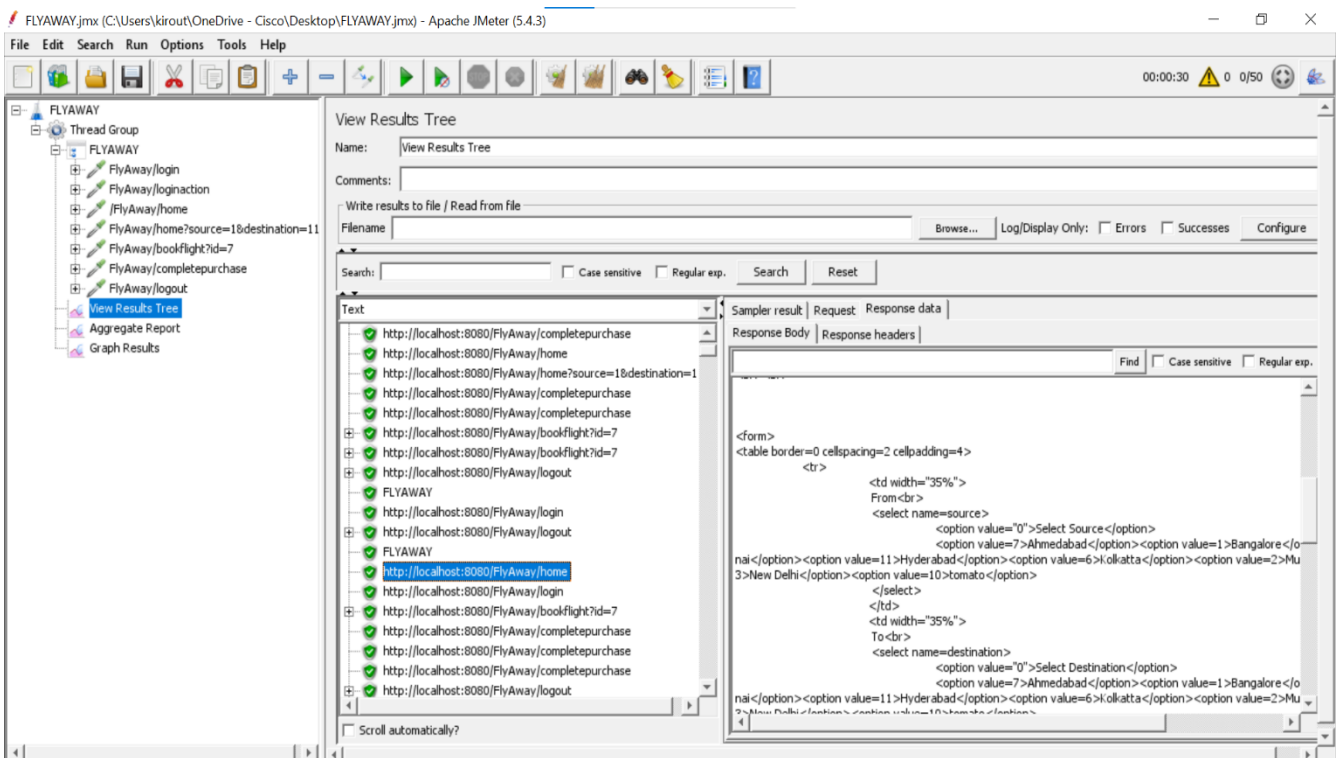 FLYAWAY.jmx (C:\Users\kirout\OneDrive - Cisco\Desktop\FLYAWAY.jmx) - Apache JMeter (5.4.3)
File Edit Search Run Options Tools Help
00:00:30 0 0/50
FLYAWAY
Thread Group
FLYAWAY
FlyAway/login
FlyAway/loginaction
/FlyAway/home
FlyAway/home?source=1&destination=11
FlyAway/bookflight?id=7
FlyAway/completepurchase
FlyAway/logout
View Results Tree
Aggregate Report
Graph Results
View Results Tree
Name: View Results Tree
Comments:
Write results to file / Read from file
Filename Browse... Log/Display Only: Errors Successes Configure
Search: Case sensitive Regular exp. Search Reset
Text
http://localhost:8080/FlyAway/completepurchase
http://localhost:8080/FlyAway/home
http://localhost:8080/FlyAway/home?source=1&destination=1
http://localhost:8080/FlyAway/completepurchase
http://localhost:8080/FlyAway/completepurchase
http://localhost:8080/FlyAway/bookflight?id=7
http://localhost:8080/FlyAway/bookflight?id=7
http://localhost:8080/FlyAway/logout
FLYAWAY
http://localhost:8080/FlyAway/login
http://localhost:8080/FlyAway/logout
FLYAWAY
http://localhost:8080/FlyAway/home
http://localhost:8080/FlyAway/login
http://localhost:8080/FlyAway/bookflight?id=7
http://localhost:8080/FlyAway/completepurchase
http://localhost:8080/FlyAway/completepurchase
http://localhost:8080/FlyAway/completepurchase
http://localhost:8080/FlyAway/logout
Scroll automatically?
Sampler result Request Response data
Response Body Response headers
Find Case sensitive Regular exp.
<form>
<table border=0 cellspacing=2 cellpadding=4>
<tr>
<td width="35%">
From<br>
<select name=source>
<option value="0">Select Source</option>
<option value=7>Ahmedabad</option><option value=1>Bangalore</o
nai</option><option value=11>Hyderabad</option><option value=6>Kolkatta</option><option value=2>Mu
3>New Delhi</option><option value=10>tomato</option>
</select>
</td>
<td width="35%">
To<br>
<select name=destination>
<option value="0">Select Destination</option>
<option value=7>Ahmedabad</option><option value=1>Bangalore</o
nai</option><option value=11>Hyderabad</option><option value=6>Kolkatta</option><option value=2>Mu
3>New Delhi</option><option value=10>tomato</option>